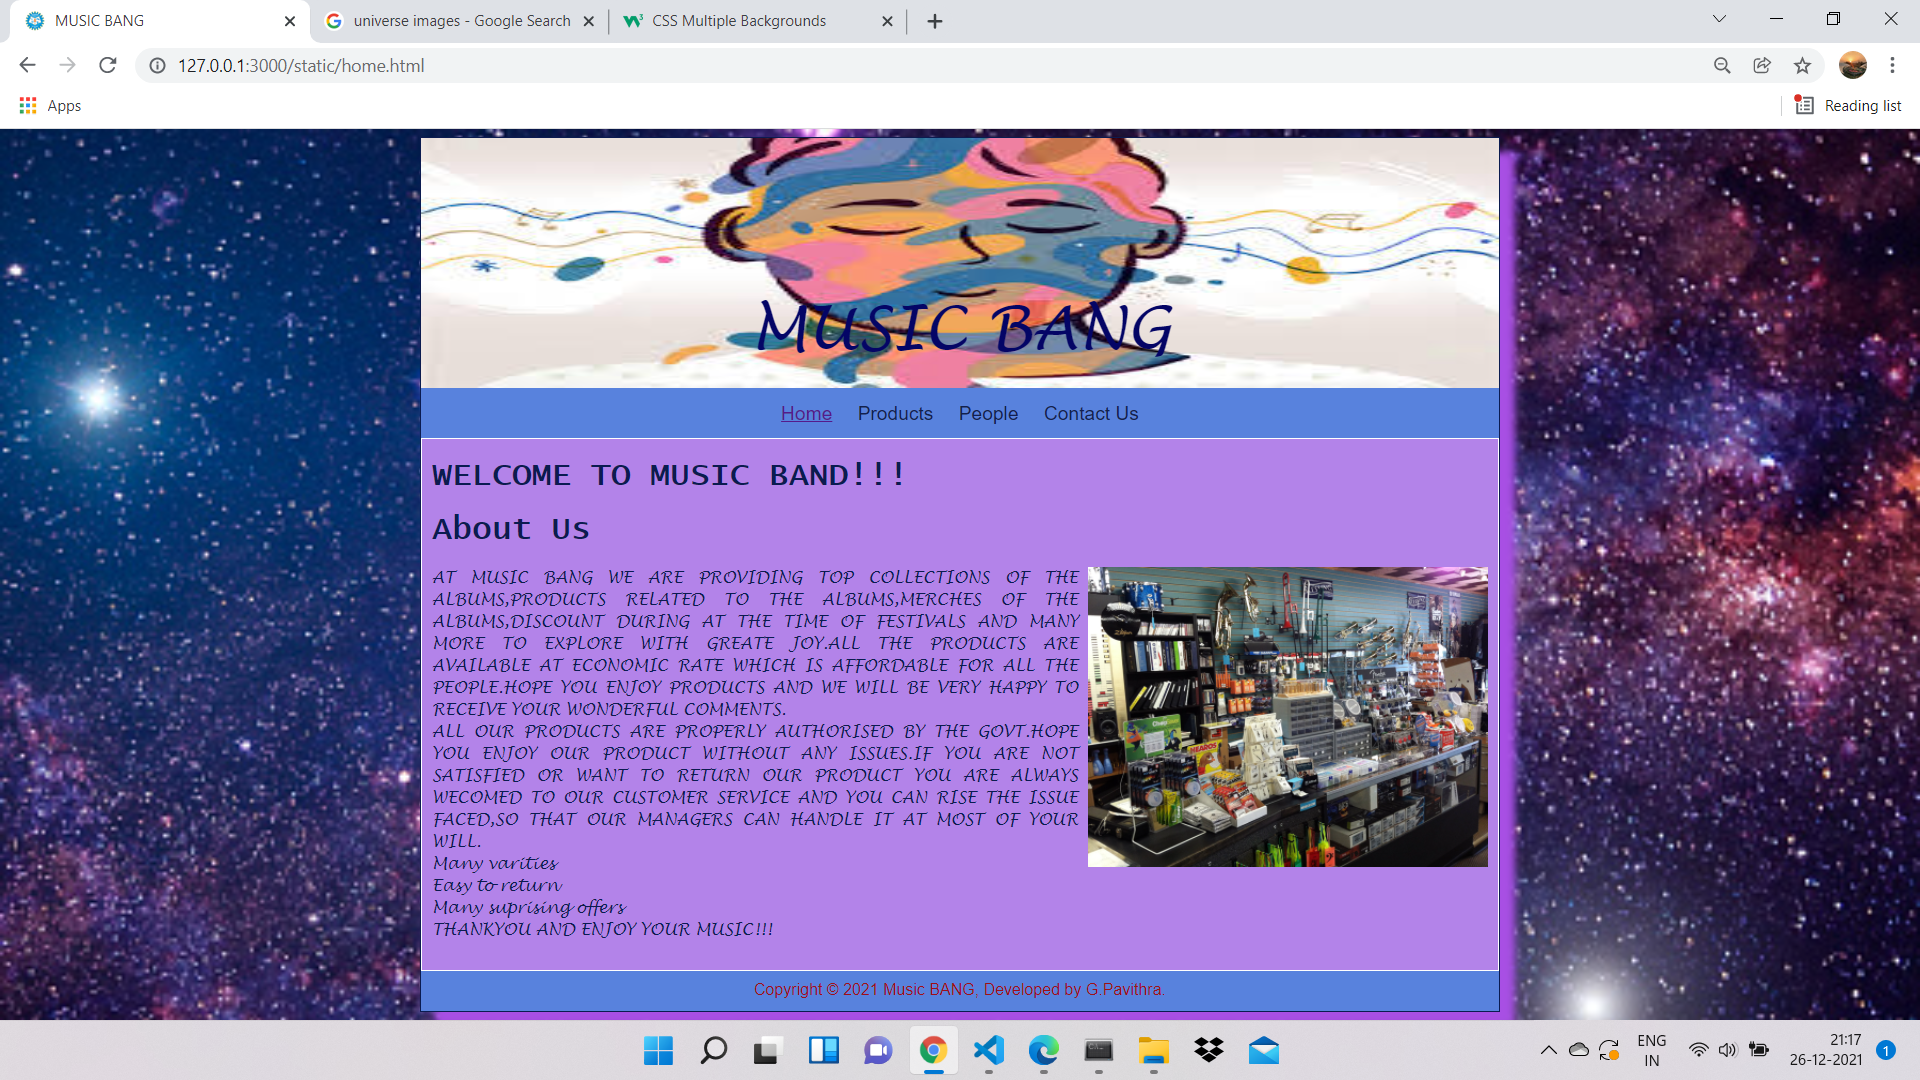 MUSIC BANG
universe images - Google Search
CSS Multiple Backgrounds
127.0.0.1:3000/static/home.html
Apps
Reading list
MUSIC BANG
Home Products People Contact Us
WELCOME TO MUSIC BAND!!!
About Us
AT MUSIC BANG WE ARE PROVIDING TOP COLLECTIONS OF THE
ALBUMS,PRODUCTS RELATED TO THE ALBUMS,MERCHES OF THE
ALBUMS,DISCOUNT DURING AT THE TIME OF FESTIVALS AND MANY
MORE TO EXPLORE WITH GREATE JOY.ALL THE PRODUCTS ARE
AVAILABLE AT ECONOMIC RATE WHICH IS AFFORDABLE FOR ALL THE
PEOPLE.HOPE YOU ENJOY PRODUCTS AND WE WILL BE VERY HAPPY TO
RECEIVE YOUR WONDERFUL COMMENTS.
ALL OUR PRODUCTS ARE PROPERLY AUTHORISED BY THE GOVT.HOPE
YOU ENJOY OUR PRODUCT WITHOUT ANY ISSUES.IF YOU ARE NOT
SATISFIED OR WANT TO RETURN OUR PRODUCT YOU ARE ALWAYS
WECOMED TO OUR CUSTOMER SERVICE AND YOU CAN RISE THE ISSUE
FACED,SO THAT OUR MANAGERS CAN HANDLE IT AT MOST OF YOUR
WILL.
Many varities
Easy to return
Many suprising offers
THANKYOU AND ENJOY YOUR MUSIC!!!
HEAROS
Copyright © 2021 Music BANG, Developed by G.Pavithra.
ENG
IN
21:17
26-12-2021
1